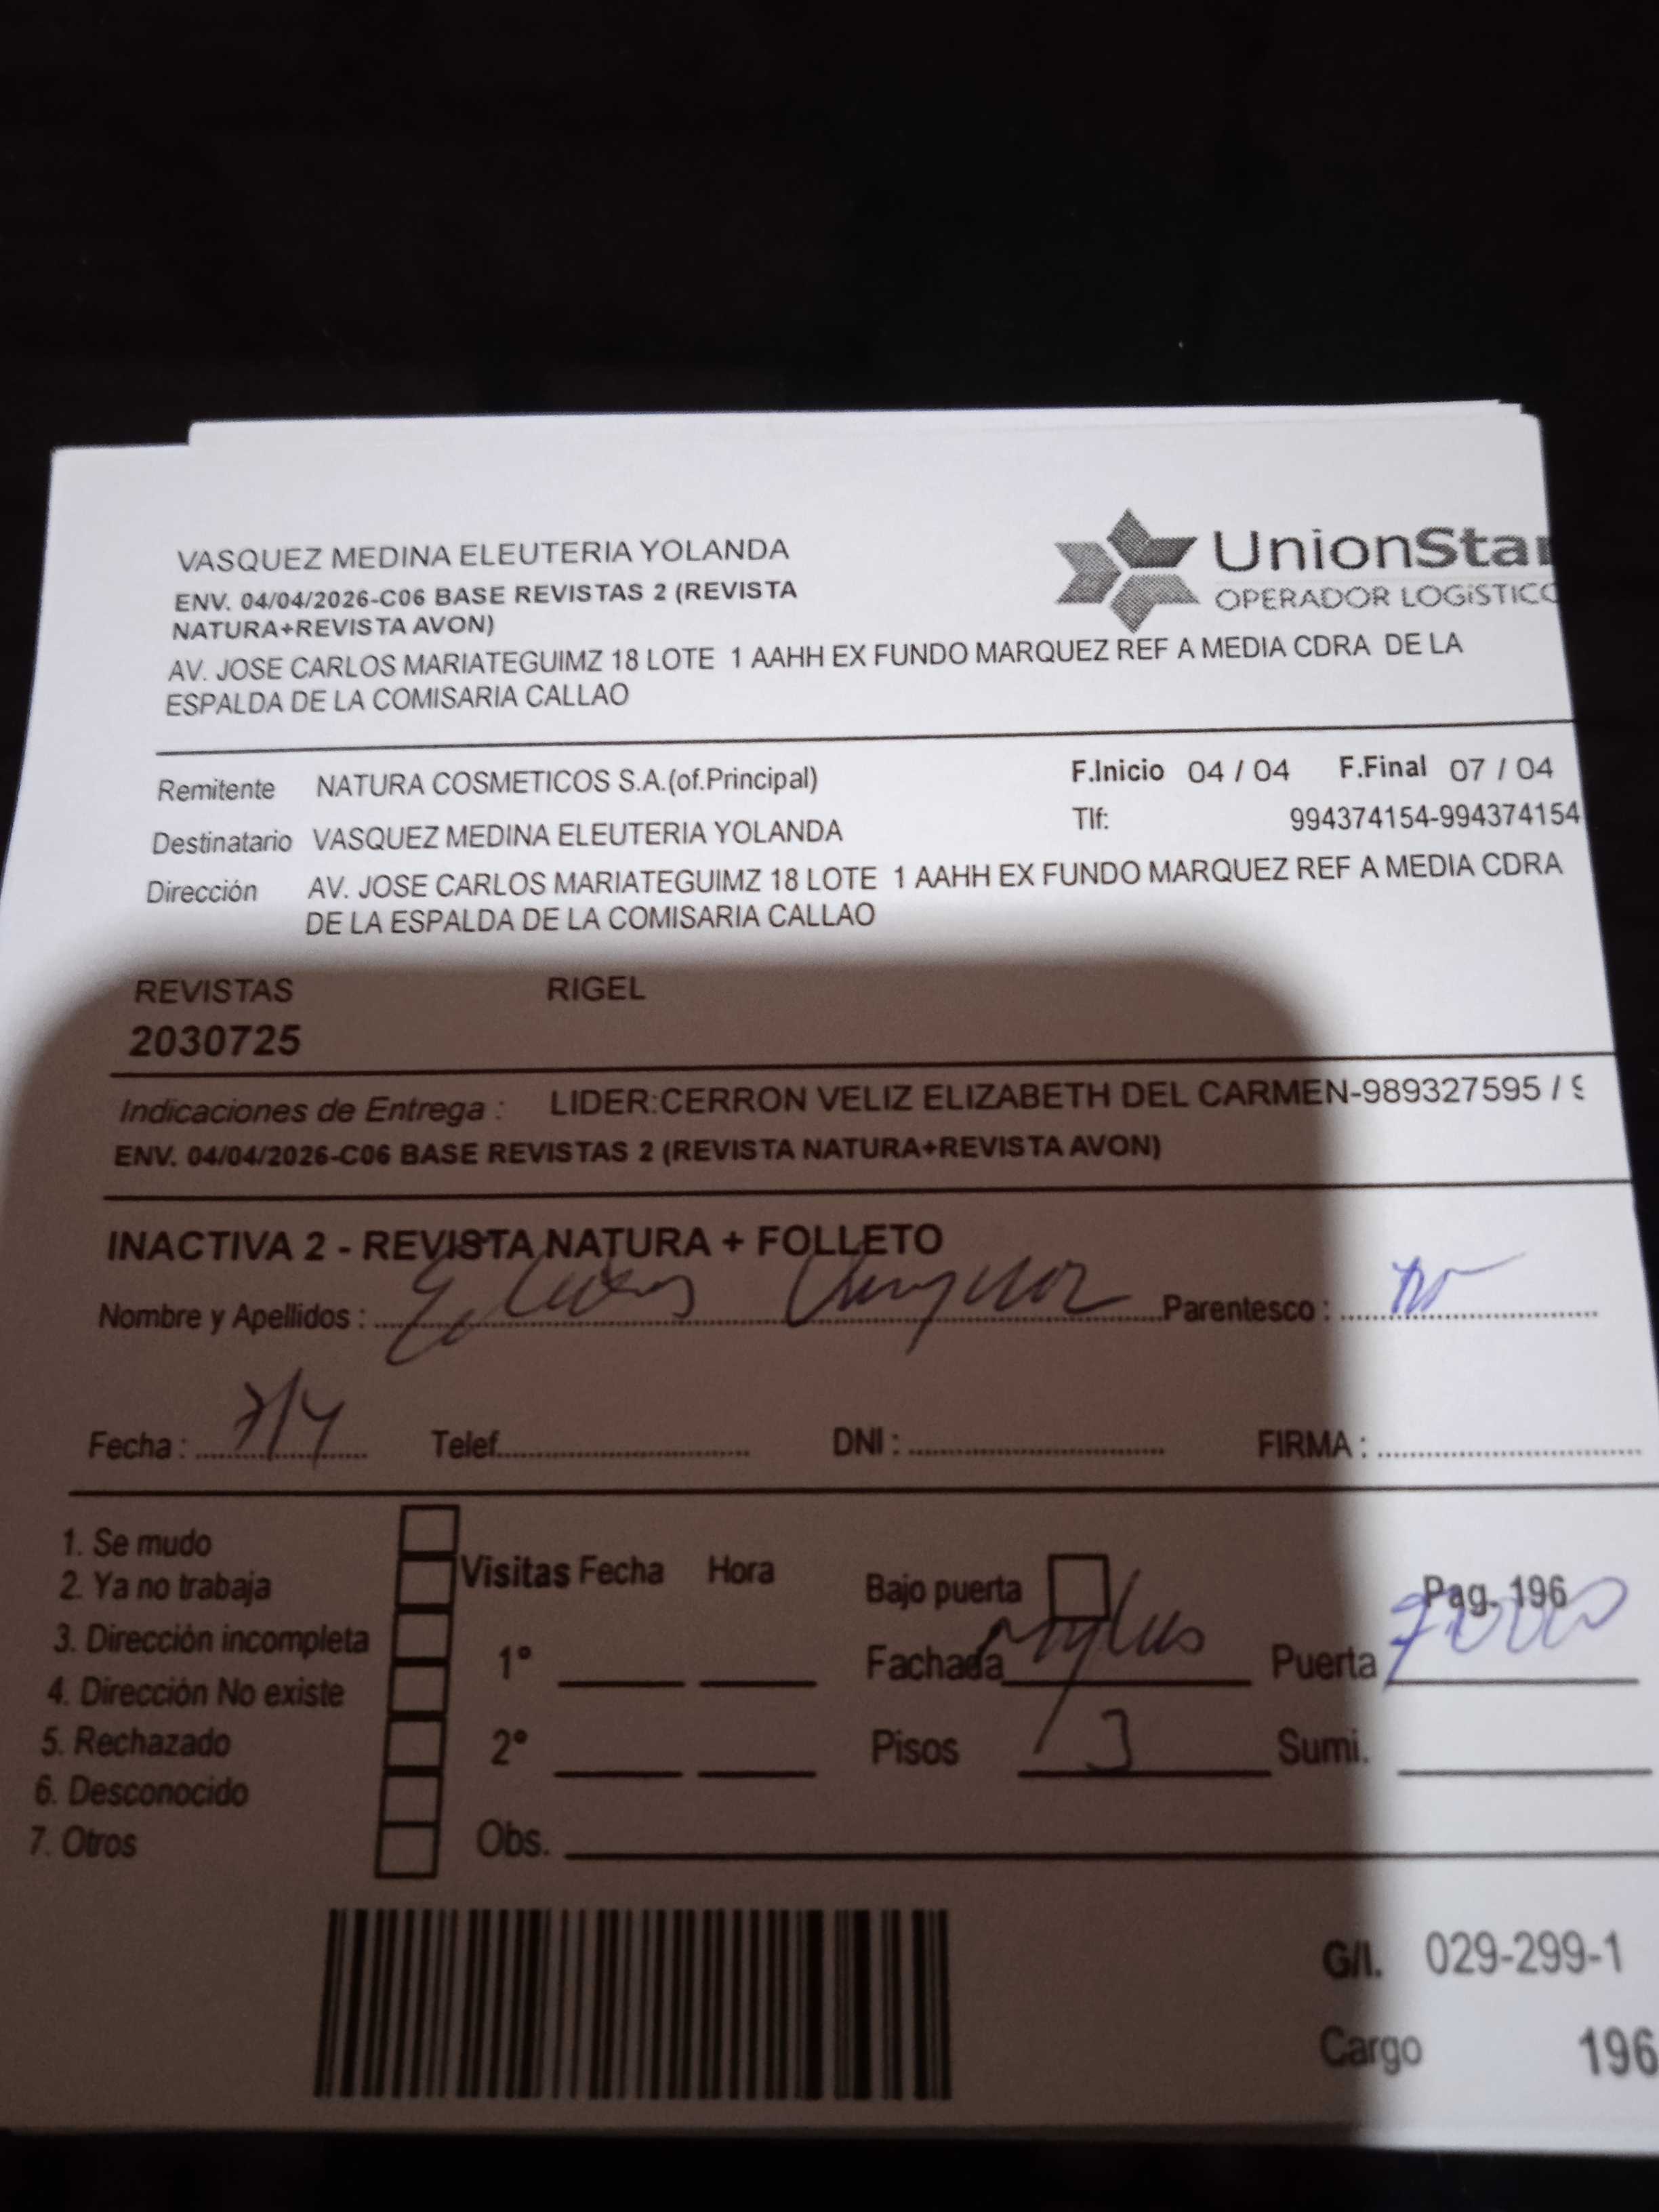 VASQUEZ MEDINA ELEUTERIA YOLANDA
ENV. 04/04/2026-C06 BASE REVISTAS 2 (REVISTA
NATURA+REVISTA AVON)
UnionStar
OPERADOR LOGÍSTICO
AV. JOSE CARLOS MARIATEGUIMZ 18 LOTE 1 AAHH EX FUNDO MARQUEZ REF A MEDIA CDRA DE LA
ESPALDA DE LA COMISARIA CALLAO
Remitente NATURA COSMETICOS S.A.(of.Principal) F.Inicio 04 / 04 F.Final 07 / 04
Destinatario VASQUEZ MEDINA ELEUTERIA YOLANDA Tlf: 994374154-994374154
Dirección AV. JOSE CARLOS MARIATEGUIMZ 18 LOTE 1 AAHH EX FUNDO MARQUEZ REF A MEDIA CDRA
DE LA ESPALDA DE LA COMISARIA CALLAO
REVISTAS RIGEL
2030725
Indicaciones de Entrega : LIDER:CERRON VELIZ ELIZABETH DEL CARMEN-989327595 / 9
ENV. 04/04/2026-C06 BASE REVISTAS 2 (REVISTA NATURA+REVISTA AVON)
INACTIVA 2 - REVISTA NATURA + FOLLETO
Nombre y Apellidos : Parentesco :
Fecha : 7/4 Telef. DNI : FIRMA :
1. Se mudo
2. Ya no trabaja
3. Dirección incompleta
4. Dirección No existe
5. Rechazado
6. Desconocido
7. Otros
Visitas Fecha Hora
1°
2°
Obs.
Bajo puerta Pag. 196
Fachada Puerta
Pisos 3 Sumi.
G/I. 029-299-1
Cargo 196